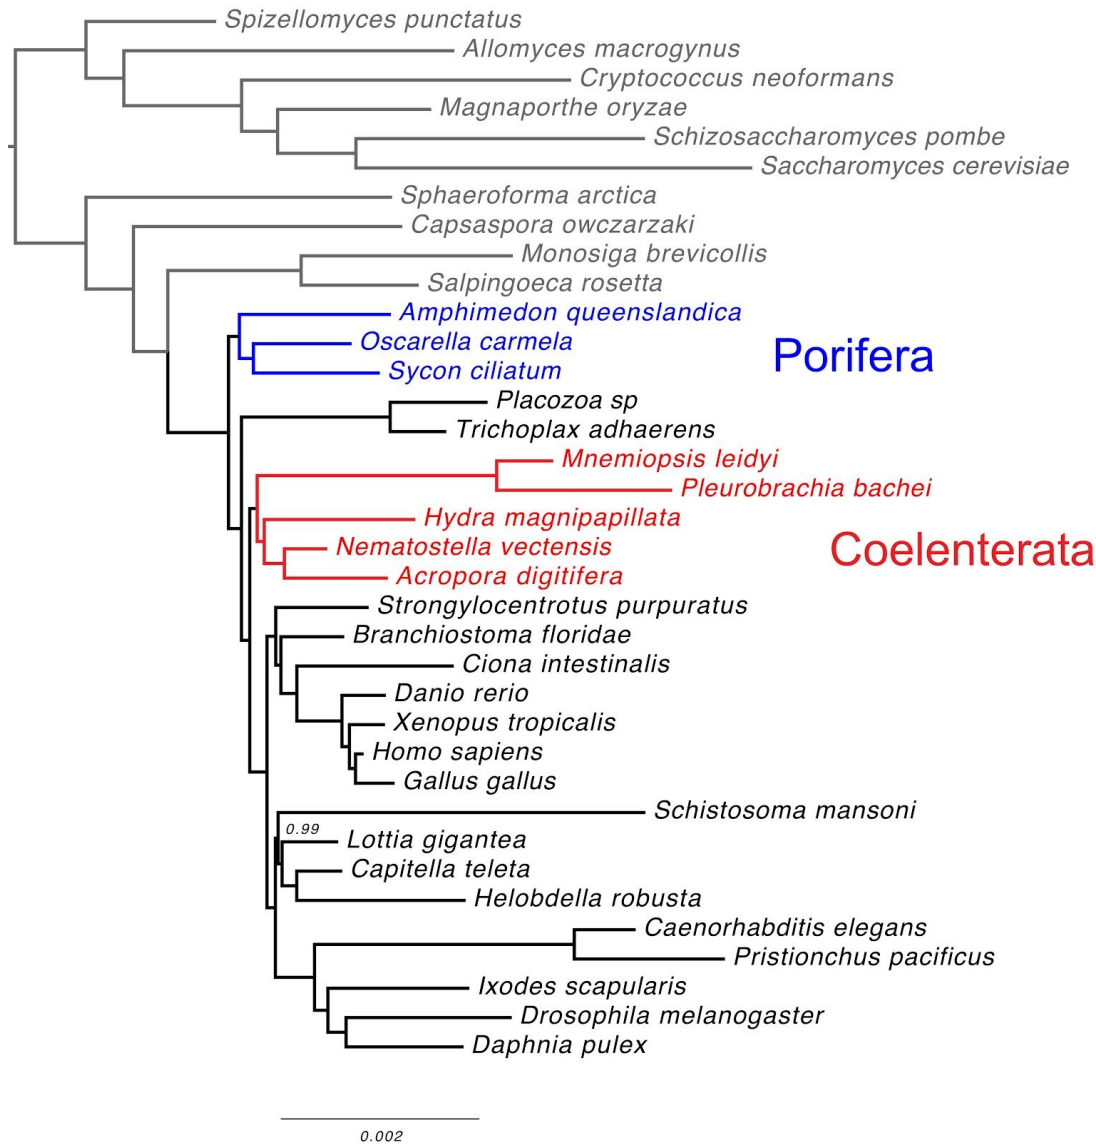 Spizellomyces punctatus
Allomyces macrogynus
Cryptococcus neoformans
Magnaporthe oryzae
Schizosaccharomyces pombe
Saccharomyces cerevisiae
Sphaeroforma arctica
Capsaspora owczarzaki
Monosiga brevicollis
Salpingoeca rosetta
Amphimedon queenslandica
Oscarella carmela
Porifera
Sycon ciliatum
Placozoa sp
Trichoplax adhaerens
Mnemiopsis leidyi
Pleurobrachia bachei
Hydra magnipapillata
Nematostella vectensis
Coelenterata
Acropora digitifera
Strongylocentrotus purpuratus
Branchiostoma floridae
Ciona intestinalis
Danio rerio
Xenopus tropicalis
Homo sapiens
Gallus gallus
Schistosoma mansoni
0.99
Lottia gigantea
Capitella teleta
Helobdella robusta
Caenorhabditis elegans
Pristionchus pacificus
Ixodes scapularis
Drosophila melanogaster
Daphnia pulex
0.002